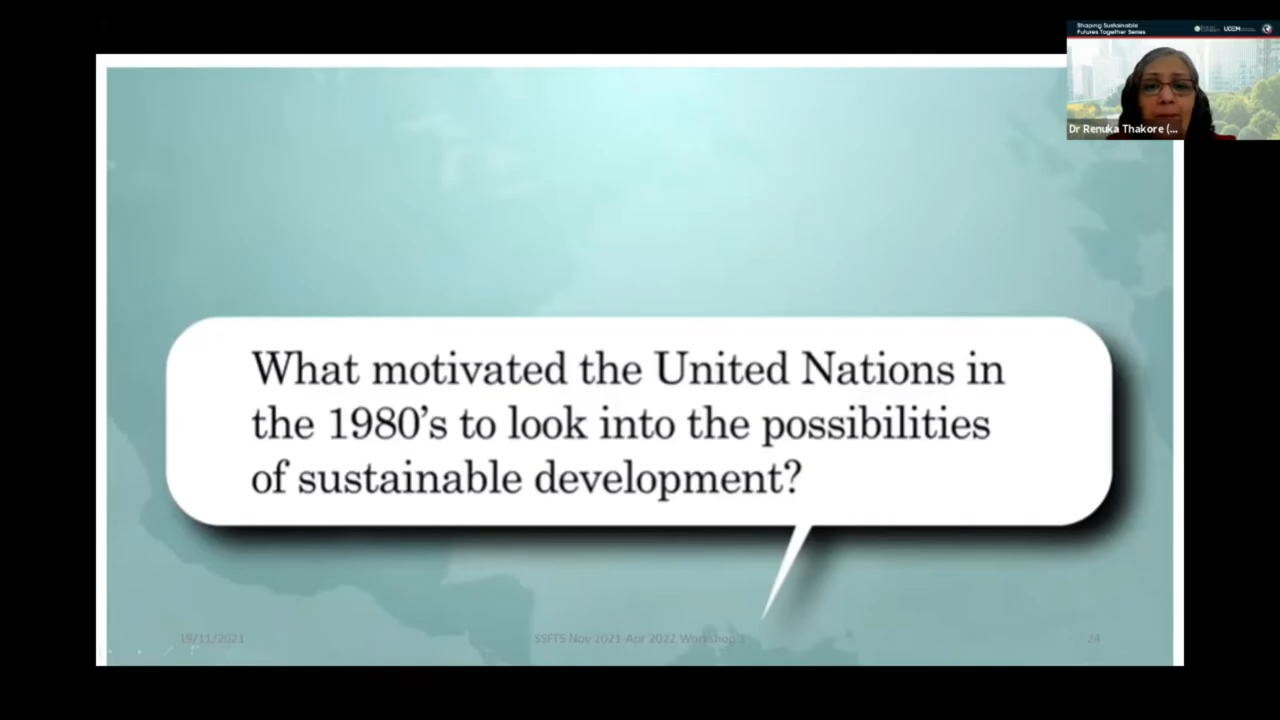 Shaping Sustainable
Futures Together Series
UCEM
Dr Renuka Thakore (...
What motivated the United Nations in
the 1980’s to look into the possibilities
of sustainable development?
19/11/2021
SSFTS Nov 2021-Apr 2022 Workshop 1
24